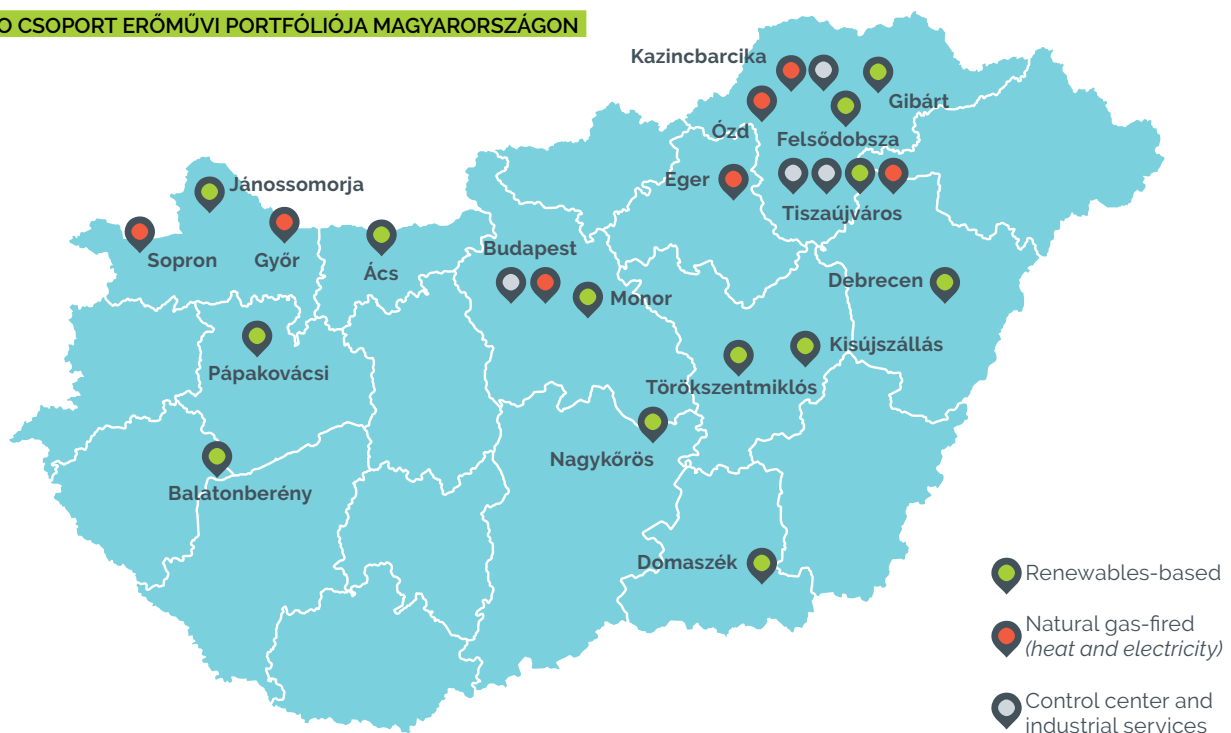 CSOPORT ERŐMŰVI PORTFÓLIÓJA MAGYARORSZÁGON
Kazincbarcika
Gibárt
Ózd
Felsődobsza
Eger
Jánossomorja
Tiszaújváros
Sopron
Győr
Ács
Budapest
Monor
Debrecen
Kisújszállás
Pápakovácsi
Törökszentmiklós
Nagykőrös
Balatonberény
Domaszék
Renewables-based
Natural gas-fired
(heat and electricity)
Control center and
industrial services